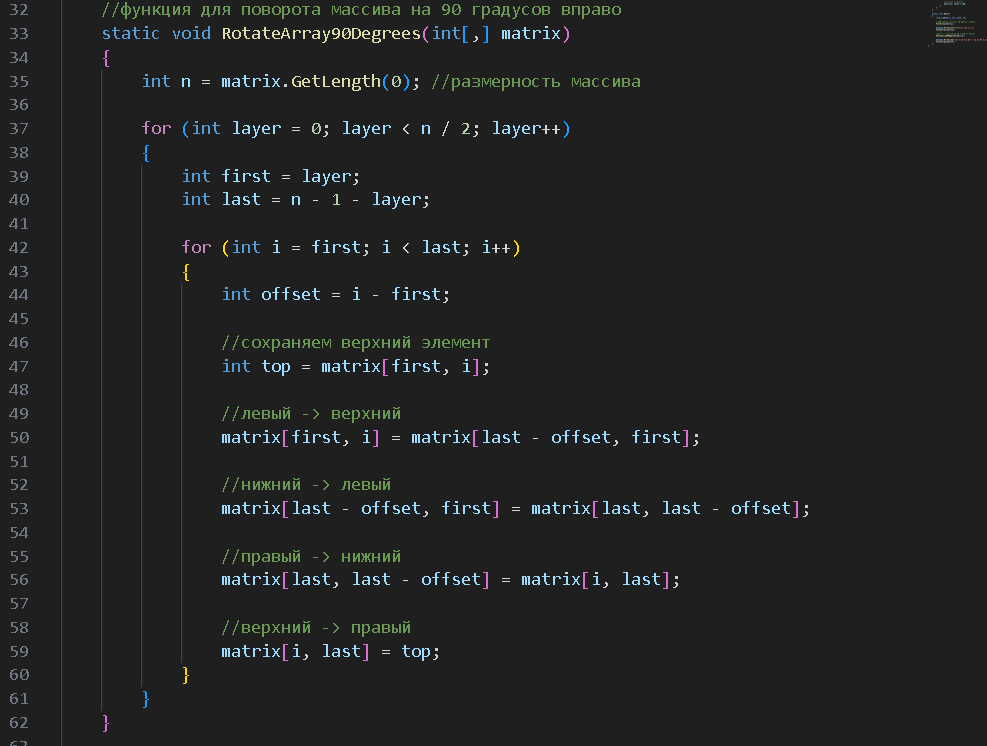 32 //функция для поворота массива на 90 градусов вправо
33 static void RotateArray90Degrees(int[,] matrix)
34 {
35 int n = matrix.GetLength(0); //размерность массива
36
37 for (int layer = 0; layer < n / 2; layer++)
38 {
39 int first = layer;
40 int last = n - 1 - layer;
41
42 for (int i = first; i < last; i++)
43 {
44 int offset = i - first;
45
46 //сохраняем верхний элемент
47 int top = matrix[first, i];
48
49 //левый -> верхний
50 matrix[first, i] = matrix[last - offset, first];
51
52 //нижний -> левый
53 matrix[last - offset, first] = matrix[last, last - offset];
54
55 //правый -> нижний
56 matrix[last, last - offset] = matrix[i, last];
57
58 //верхний -> правый
59 matrix[i, last] = top;
60 }
61 }
62 }
63